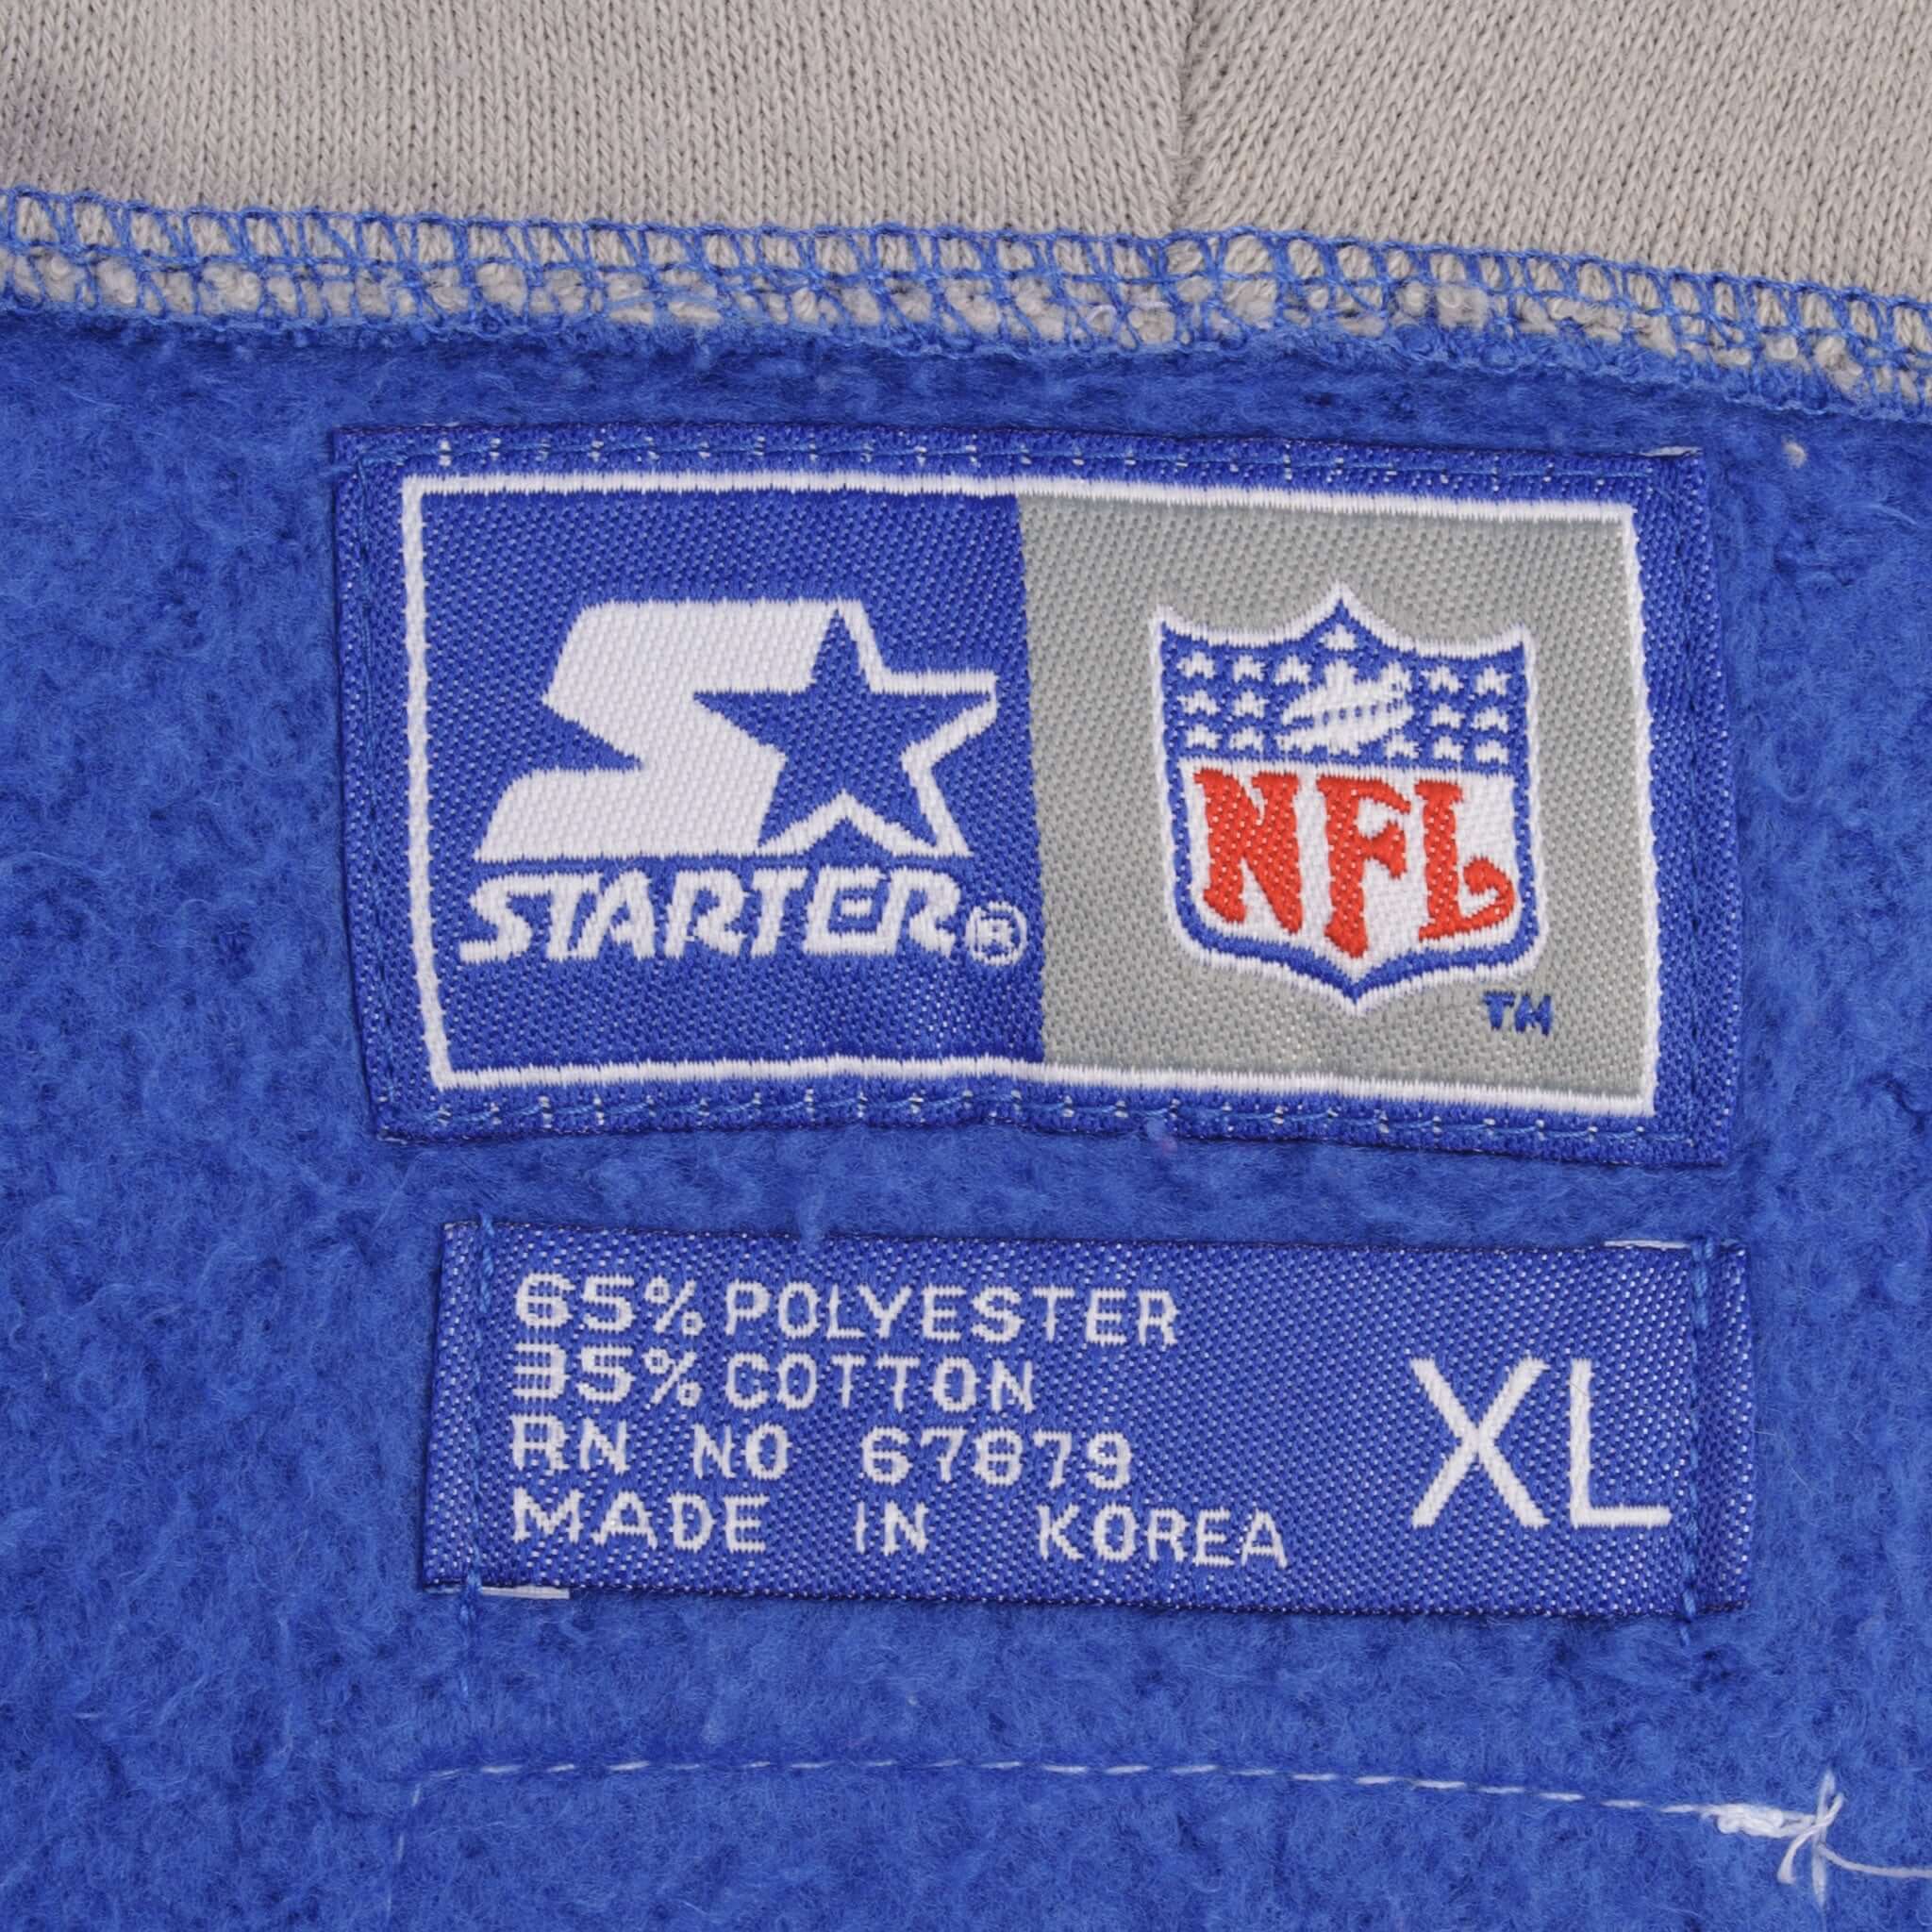 STARTER®
NFL
TM
65% POLYESTER
35% COTTON
RN NO 67879
MADE IN KOREA
XL